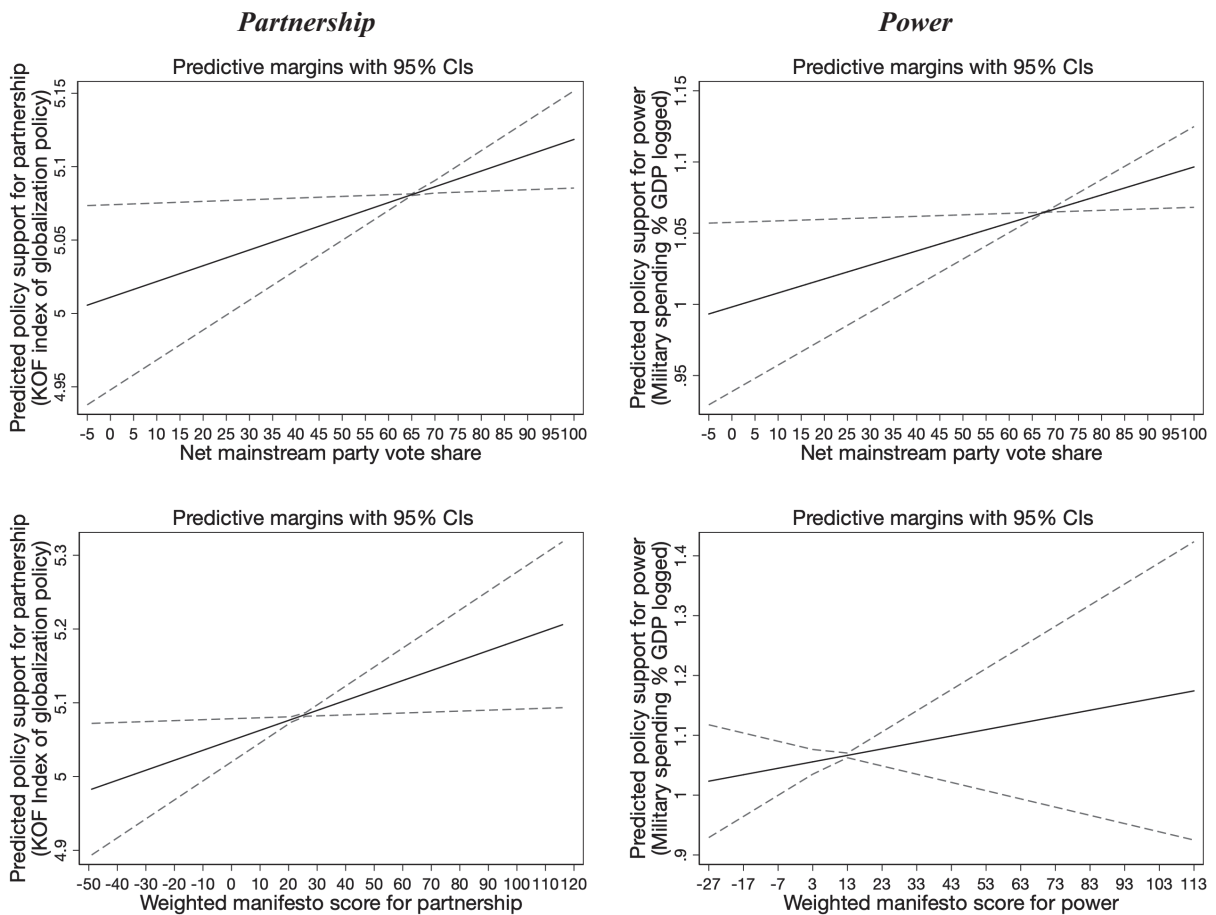 Partnership
Power
Predictive margins with 95% CIs
Predicted policy support for partnership
(KOF index of globalization policy)
5.15
5.1
5.05
5
4.95
-5 0 5 10 15 20 25 30 35 40 45 50 55 60 65 70 75 80 85 90 95 100
Net mainstream party vote share
Predictive margins with 95% CIs
Predicted policy support for power
(Military spending % GDP logged)
1.15
1.1
1.05
1
.95
-5 0 5 10 15 20 25 30 35 40 45 50 55 60 65 70 75 80 85 90 95 100
Net mainstream party vote share
Predictive margins with 95% CIs
Predicted policy support for partnership
(KOF Index of globalization policy)
5.3
5.2
5.1
5
4.9
-50 -40 -30 -20 -10 0 10 20 30 40 50 60 70 80 90 100 110 120
Weighted manifesto score for partnership
Predictive margins with 95% CIs
Predicted policy support for power
(Military spending % GDP logged)
1.4
1.3
1.2
1.1
1
.9
-27 -17 -7 3 13 23 33 43 53 63 73 83 93 103 113
Weighted manifesto score for power